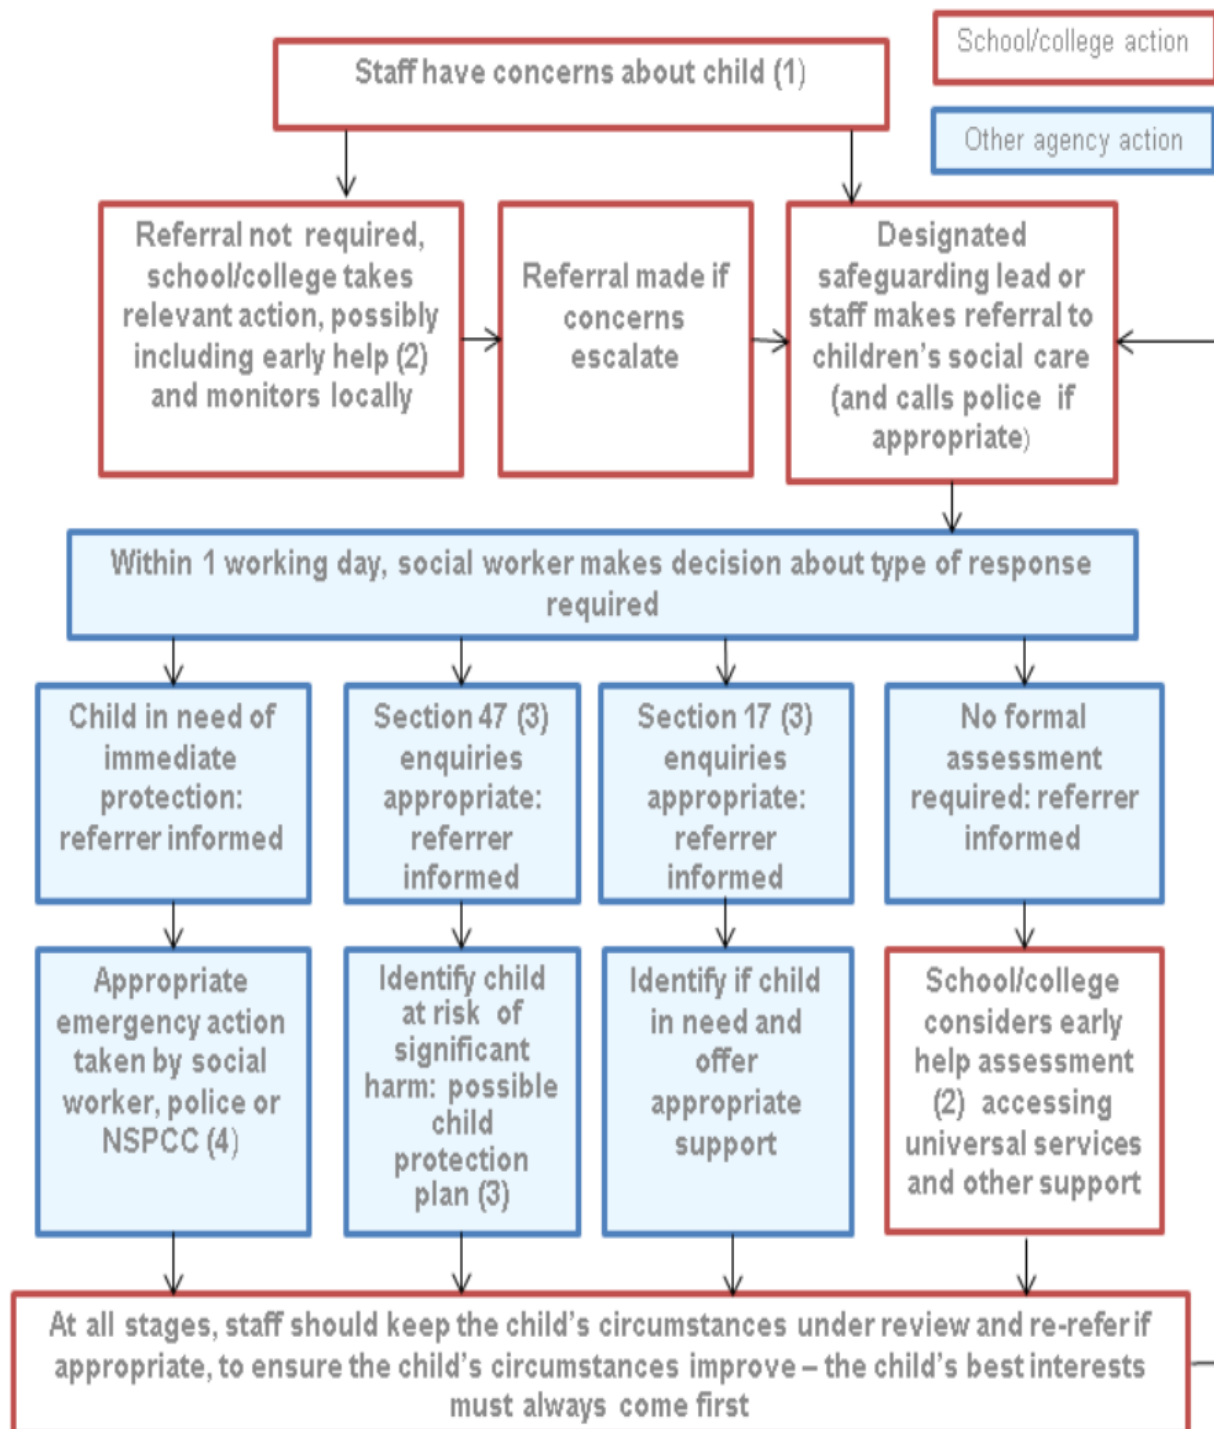 School/college action
Staff have concerns about child (1)
Other agency action
Referral not required,
school/college takes
relevant action, possibly
including early help (2)
and monitors locally
Referral made if
concerns
escalate
Designated
safeguarding lead or
staff makes referral to
children’s social care
(and calls police if
appropriate)
Within 1 working day, social worker makes decision about type of response
required
Child in need of
immediate
protection:
referrer informed
Section 47 (3)
enquiries
appropriate:
referrer
informed
Section 17 (3)
enquiries
appropriate:
referrer
informed
No formal
assessment
required: referrer
informed
Appropriate
emergency action
taken by social
worker, police or
NSPCC (4)
Identify child
at risk of
significant
harm: possible
child
protection
plan (3)
Identify if child
in need and
offer
appropriate
support
School/college
considers early
help assessment
(2) accessing
universal services
and other support
At all stages, staff should keep the child’s circumstances under review and re-refer if
appropriate, to ensure the child’s circumstances improve – the child’s best interests
must always come first